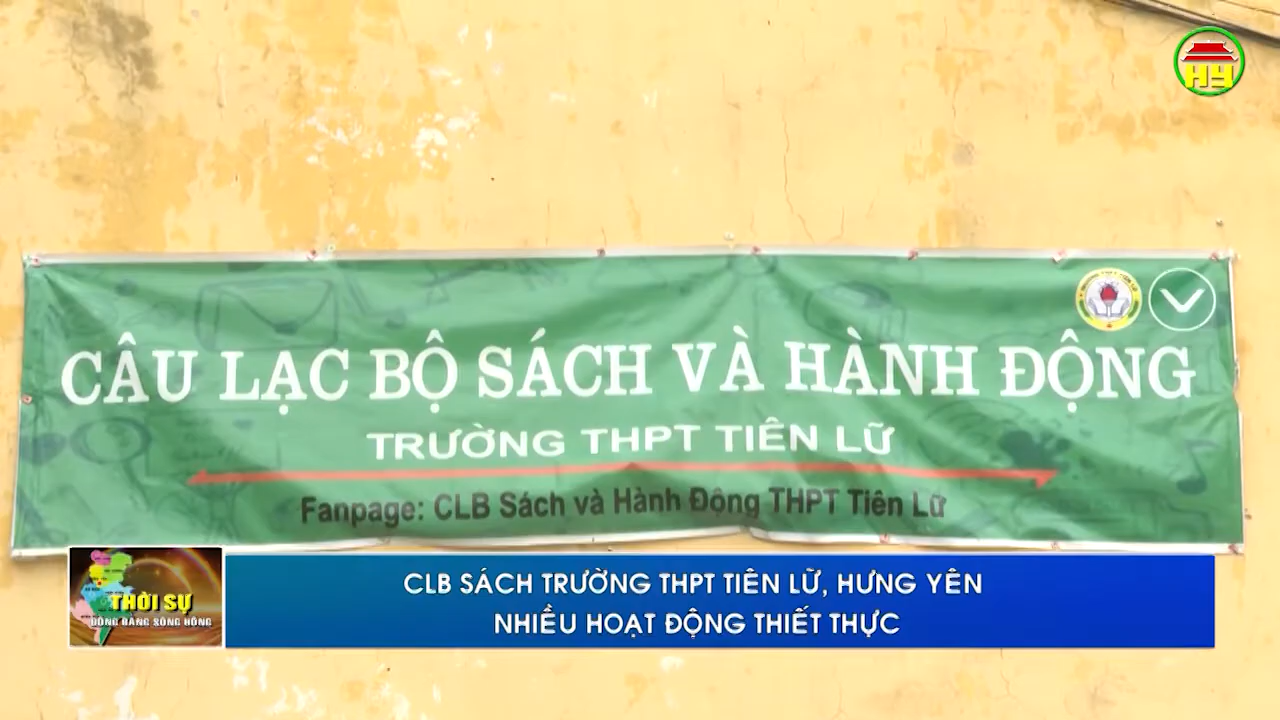 HY
CÂU LẠC BỘ SÁCH VÀ HÀNH ĐỘNG
TRƯỜNG THPT TIÊN LỮ
Fanpage: CLB Sách và Hành Động THPT Tiên Lữ
THỜI SỰ
ĐỒNG BẰNG SÔNG HỒNG
CLB SÁCH TRƯỜNG THPT TIÊN LỮ, HƯNG YÊN
NHIỀU HOẠT ĐỘNG THIẾT THỰC